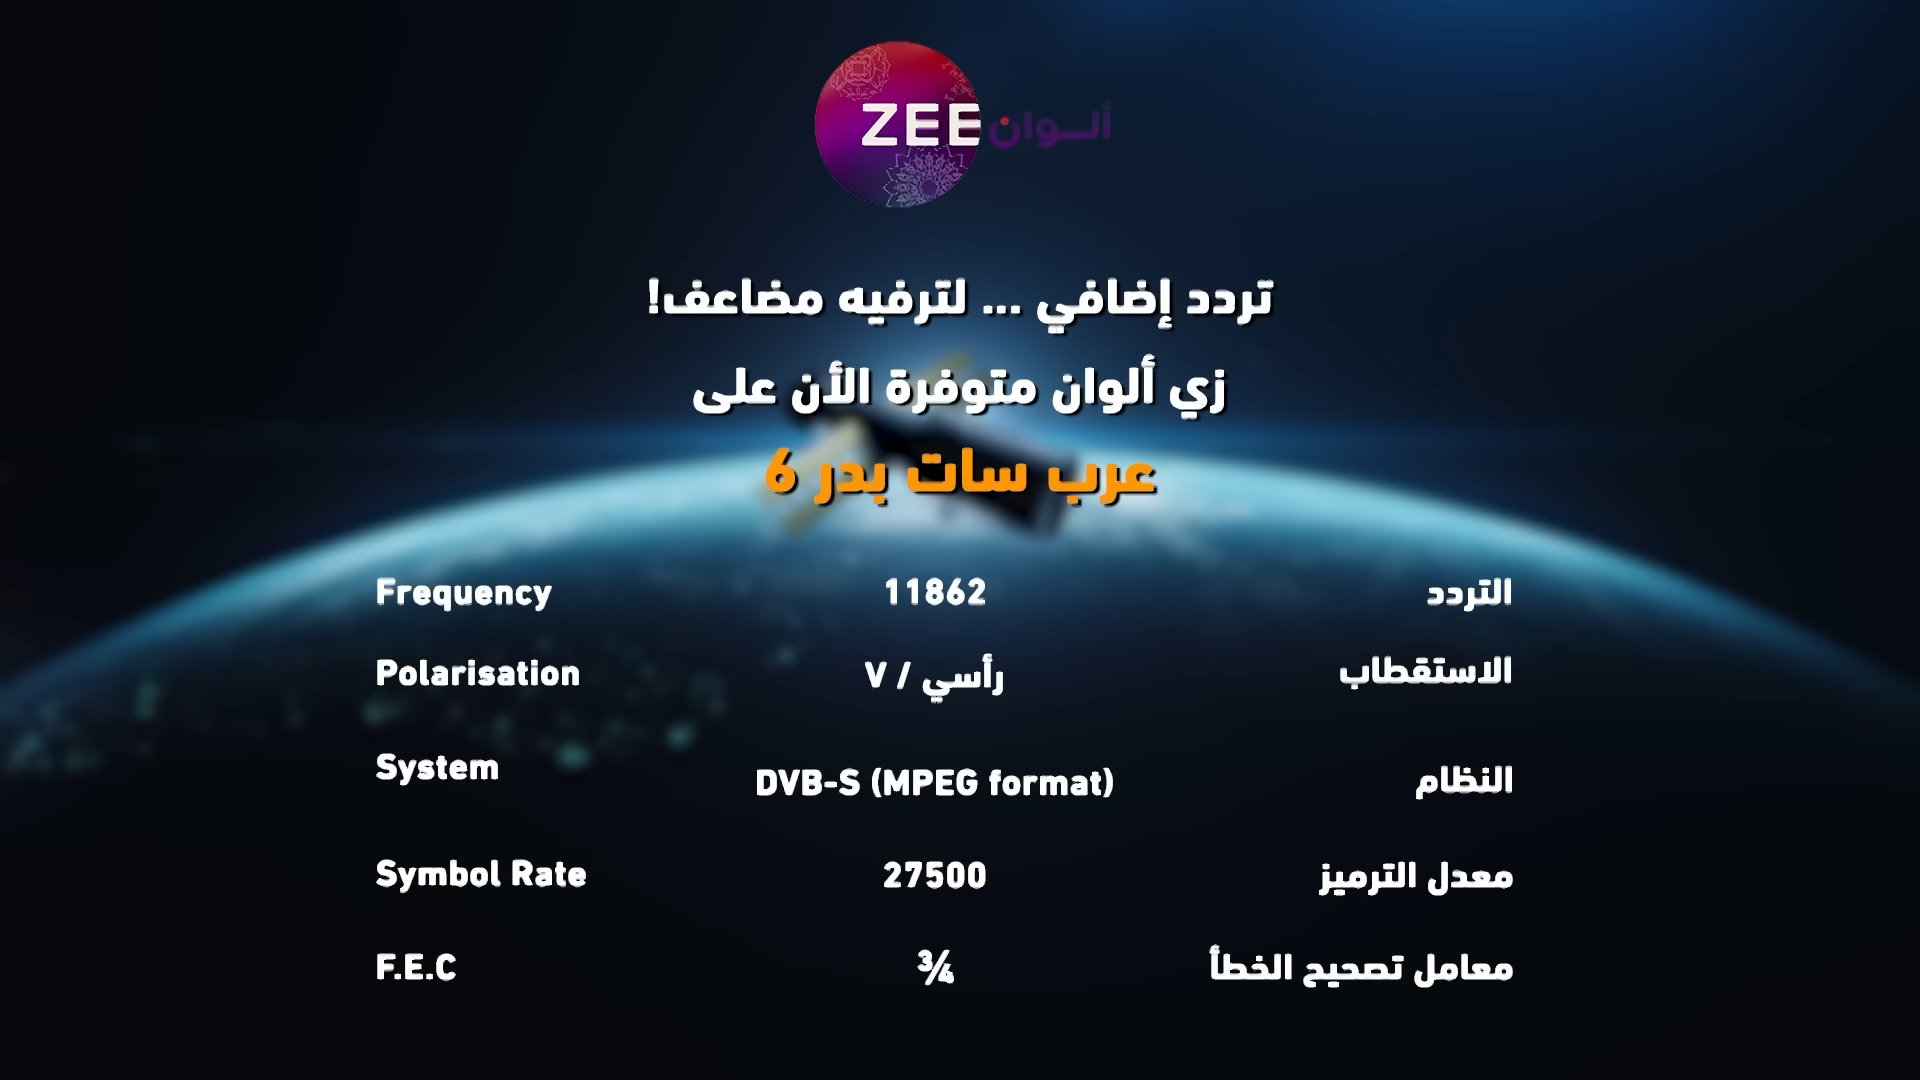 ZEE ألوان
تردد إضافي ... لترفيه مضاعف!
زي ألوان متوفرة الأن على
عرب سات بدر 6
Frequency 11862 التردد
Polarisation رأسي / V الاستقطاب
System DVB-S (MPEG format) النظام
Symbol Rate 27500 معدل الترميز
F.E.C ¾ معامل تصحيح الخطأ